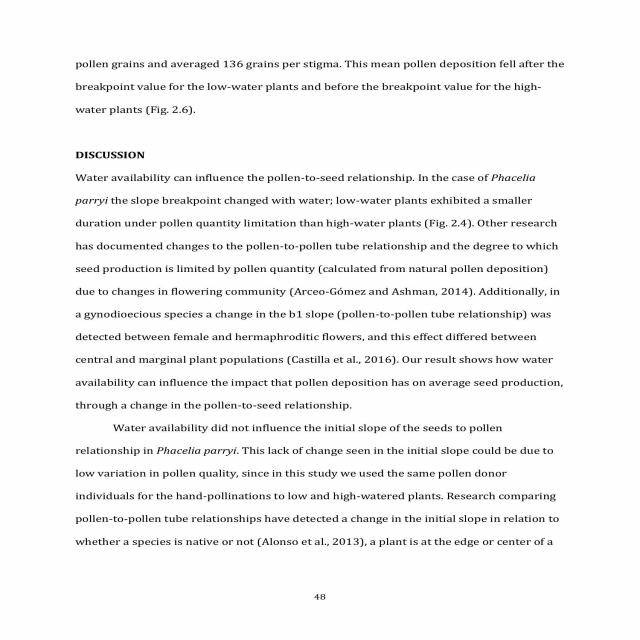 pollen grains and averaged 136 grains per stigma. This mean pollen deposition fell after the
breakpoint value for the low-water plants and before the breakpoint value for the high-
water plants (Fig. 2.6).
DISCUSSION
Water availability can influence the pollen-to-seed relationship. In the case of Phacelia
parryi the slope breakpoint changed with water; low-water plants exhibited a smaller
duration under pollen quantity limitation than high-water plants (Fig. 2.4). Other research
has documented changes to the pollen-to-pollen tube relationship and the degree to which
seed production is limited by pollen quantity (calculated from natural pollen deposition)
due to changes in flowering community (Arceo-Gómez and Ashman, 2014). Additionally, in
a gynodioecious species a change in the b1 slope (pollen-to-pollen tube relationship) was
detected between female and hermaphroditic flowers, and this effect differed between
central and marginal plant populations (Castilla et al., 2016). Our result shows how water
availability can influence the impact that pollen deposition has on average seed production,
through a change in the pollen-to-seed relationship.
Water availability did not influence the initial slope of the seeds to pollen
relationship in Phacelia parryi. This lack of change seen in the initial slope could be due to
low variation in pollen quality, since in this study we used the same pollen donor
individuals for the hand-pollinations to low and high-watered plants. Research comparing
pollen-to-pollen tube relationships have detected a change in the initial slope in relation to
whether a species is native or not (Alonso et al., 2013), a plant is at the edge or center of a
48